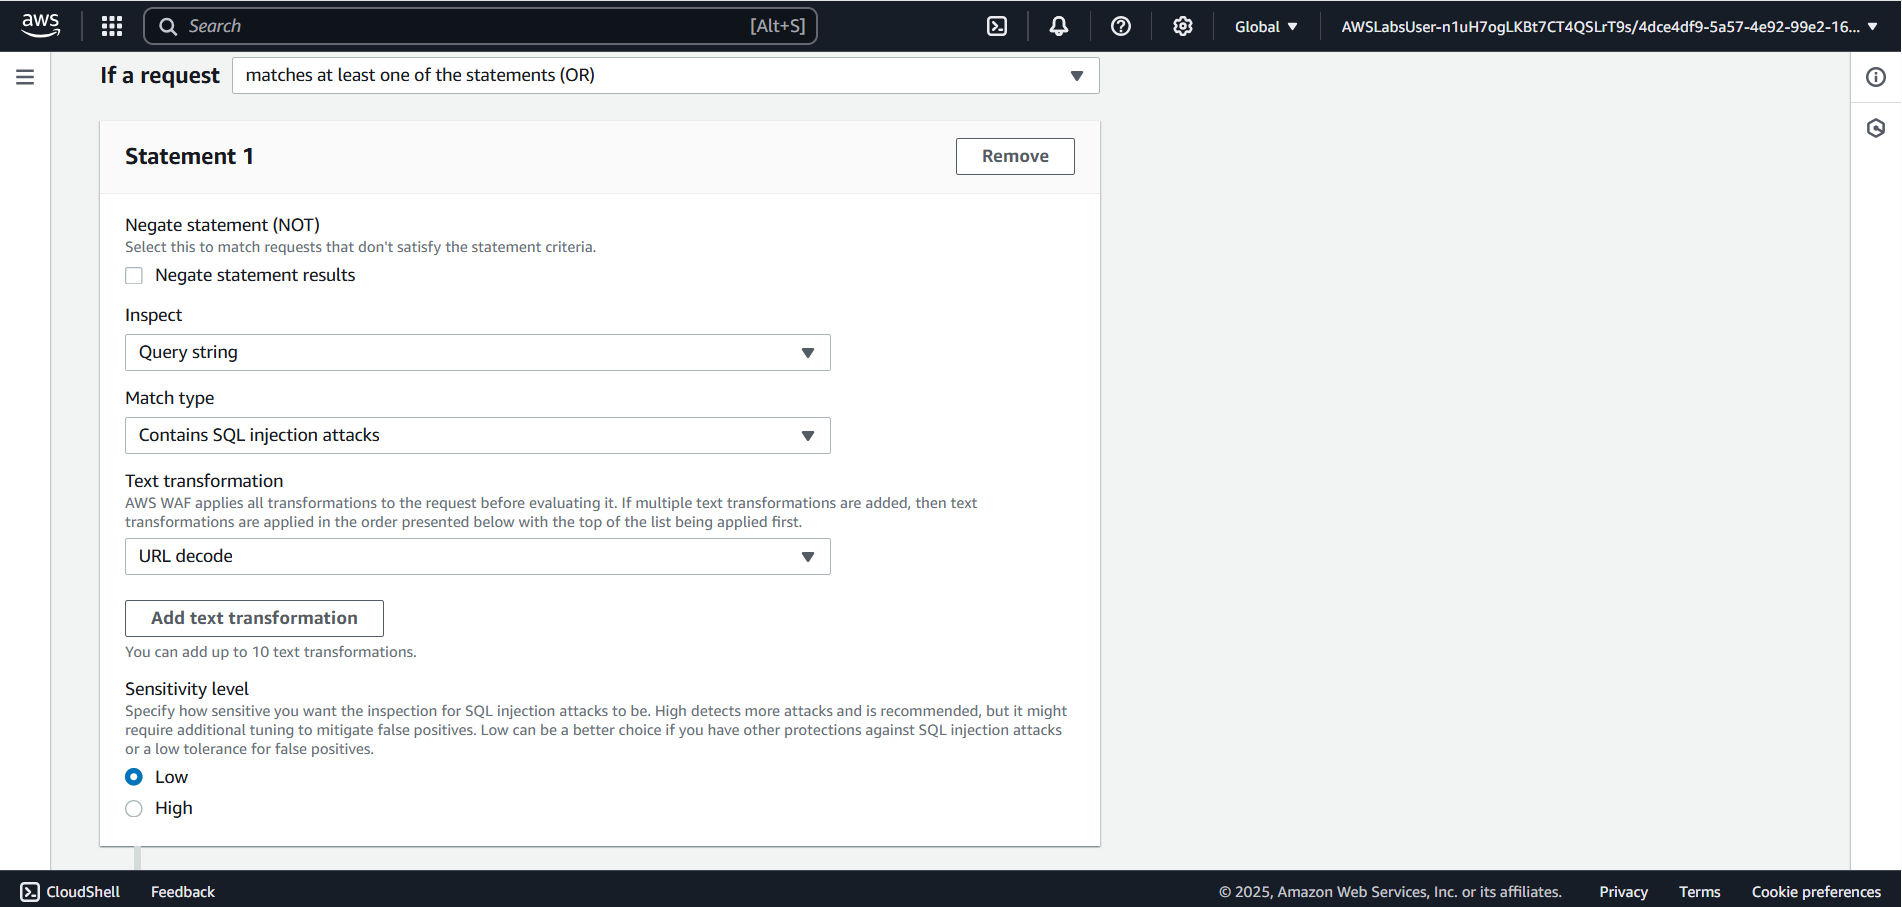 aws
Search
[Alt+S]
Global
AWSLabsUser-n1uH7ogLKBt7CT4QSLrT9s/4dce4df9-5a57-4e92-99e2-16...
If a request
matches at least one of the statements (OR)
Statement 1
Remove
Negate statement (NOT)
Select this to match requests that don't satisfy the statement criteria.
Negate statement results
Inspect
Query string
Match type
Contains SQL injection attacks
Text transformation
AWS WAF applies all transformations to the request before evaluating it. If multiple text transformations are added, then text
transformations are applied in the order presented below with the top of the list being applied first.
URL decode
Add text transformation
You can add up to 10 text transformations.
Sensitivity level
Specify how sensitive you want the inspection for SQL injection attacks to be. High detects more attacks and is recommended, but it might
require additional tuning to mitigate false positives. Low can be a better choice if you have other protections against SQL injection attacks
or a low tolerance for false positives.
Low
High
CloudShell
Feedback
© 2025, Amazon Web Services, Inc. or its affiliates.
Privacy
Terms
Cookie preferences